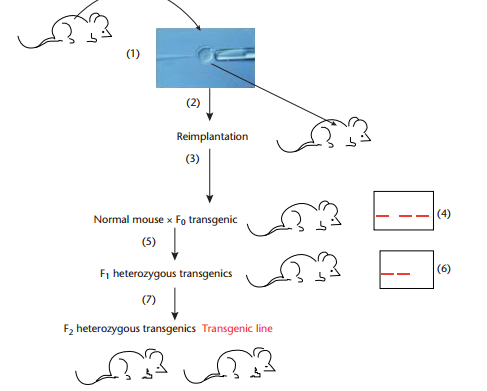 (1)
(2)
Reimplantation
(3)
Normal mouse × F₀ transgenic
(4)
(5)
F₁ heterozygous transgenics
(6)
(7)
F₂ heterozygous transgenics Transgenic line